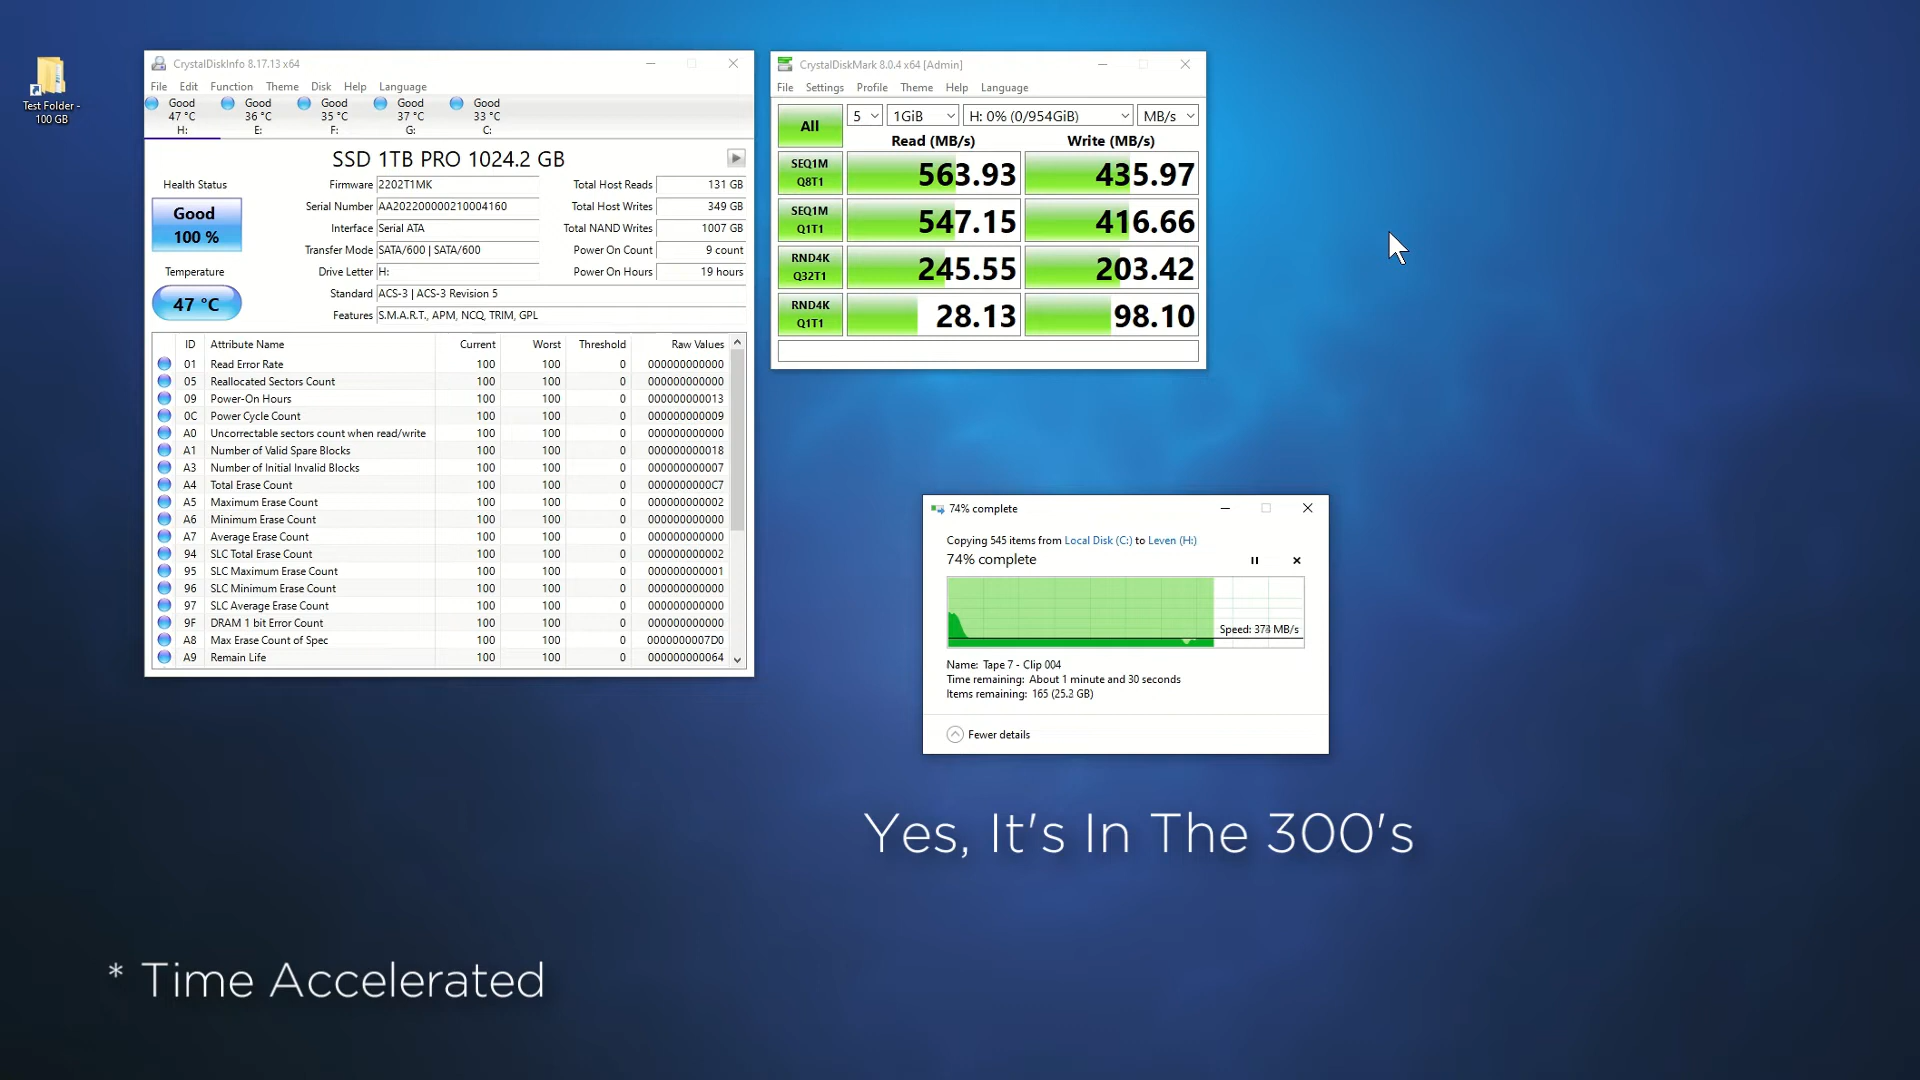 Test Folder -
100 GB
CrystalDiskInfo 8.17.13 x64
File Edit Function Theme Disk Help Language
Good Good Good Good Good
47 °C 36 °C 35 °C 37 °C 33 °C
H: E: F: G: C:
SSD 1TB PRO 1024.2 GB
Health Status
Good
100 %
Temperature
47 °C
Firmware 2202T1MK Total Host Reads 131 GB
Serial Number AA202200000210004160 Total Host Writes 349 GB
Interface Serial ATA Total NAND Writes 1007 GB
Transfer Mode SATA/600 | SATA/600 Power On Count 9 count
Drive Letter H: Power On Hours 19 hours
Standard ACS-3 | ACS-3 Revision 5
Features S.M.A.R.T., APM, NCQ, TRIM, GPL
ID Attribute Name Current Worst Threshold Raw Values
01 Read Error Rate 100 100 0 000000000000
05 Reallocated Sectors Count 100 100 0 000000000000
09 Power-On Hours 100 100 0 000000000013
0C Power Cycle Count 100 100 0 000000000009
A0 Uncorrectable sectors count when read/write 100 100 0 000000000000
A1 Number of Valid Spare Blocks 100 100 0 000000000018
A3 Number of Initial Invalid Blocks 100 100 0 000000000007
A4 Total Erase Count 100 100 0 0000000000C7
A5 Maximum Erase Count 100 100 0 000000000002
A6 Minimum Erase Count 100 100 0 000000000000
A7 Average Erase Count 100 100 0 000000000000
94 SLC Total Erase Count 100 100 0 000000000002
95 SLC Maximum Erase Count 100 100 0 000000000001
96 SLC Minimum Erase Count 100 100 0 000000000000
97 SLC Average Erase Count 100 100 0 000000000000
9F DRAM 1 bit Error Count 100 100 0 000000000000
A8 Max Erase Count of Spec 100 100 0 0000000007D0
A9 Remain Life 100 100 0 000000000064
CrystalDiskMark 8.0.4 x64 [Admin]
File Settings Profile Theme Help Language
All 5 1GiB H: 0% (0/954GiB) MB/s
Read (MB/s) Write (MB/s)
SEQ1M
Q8T1 563.93 435.97
SEQ1M
Q1T1 547.15 416.66
RND4K
Q32T1 245.55 203.42
RND4K
Q1T1 28.13 98.10
74% complete
Copying 545 items from Local Disk (C:) to Leven (H:)
74% complete
Speed: MB/s
Name: Tape 7 - Clip 004
Time remaining: About 1 minute and 30 seconds
Items remaining: 165 (25.2 GB)
Fewer details
Yes, It's In The 300's
* Time Accelerated